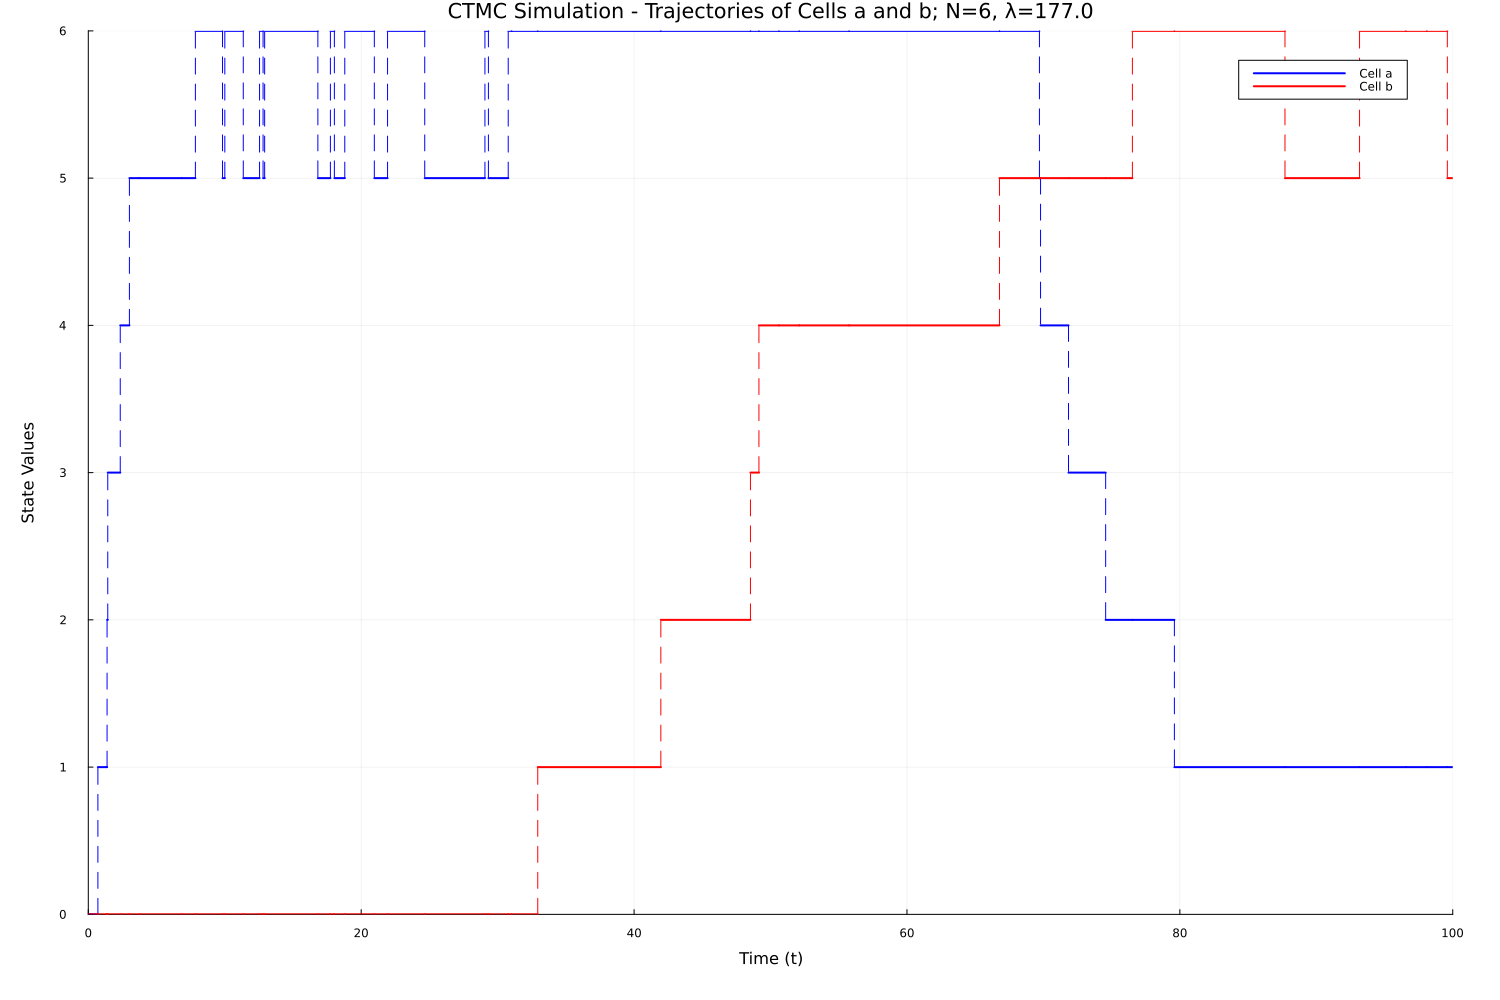 CTMC Simulation - Trajectories of Cells a and b; N=6, λ=177.0
6
5
4
3
2
1
0
State Values
Cell a
Cell b
0 20 40 60 80 100
Time (t)